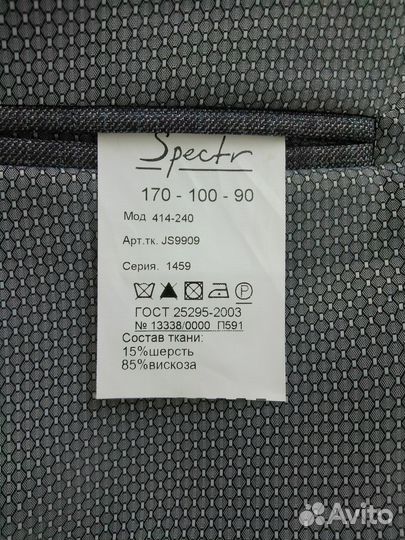 Spectr
170 - 100 - 90
Мод 414-240
Арт.тк. JS9909
Серия. 1459
P
ГОСТ 25295-2003
№ 13338/0000 П591
Состав ткани:
15%шерсть
85%вискоза
Avito